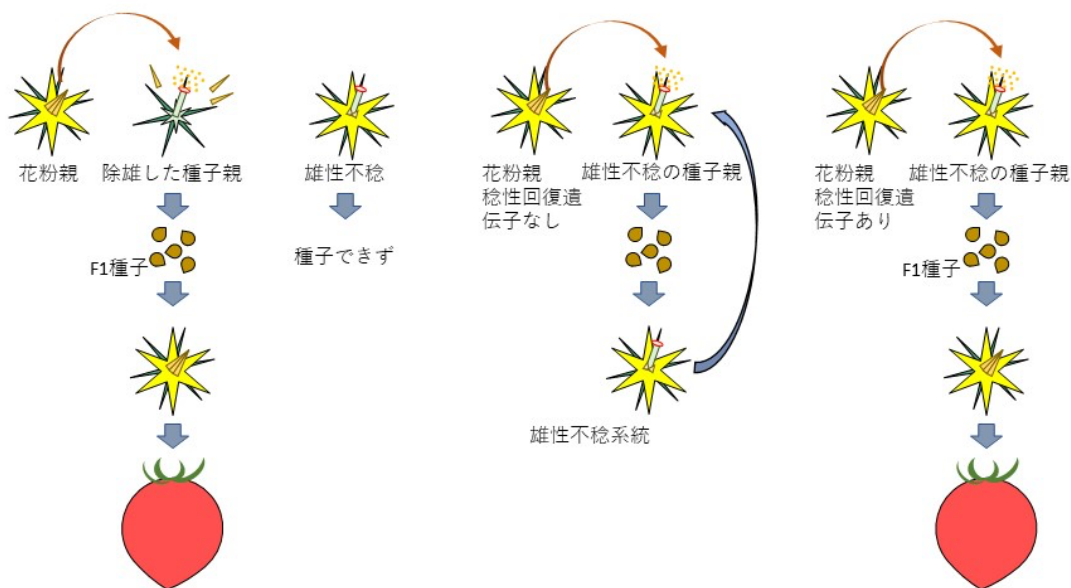 花粉親
除雄した種子親
F1種子
雄性不稔
種子できず
花粉親
稔性回復遺
伝子なし
雄性不稔の種子親
雄性不稔系統
花粉親
稔性回復遺
伝子あり
雄性不稔の種子親
F1種子